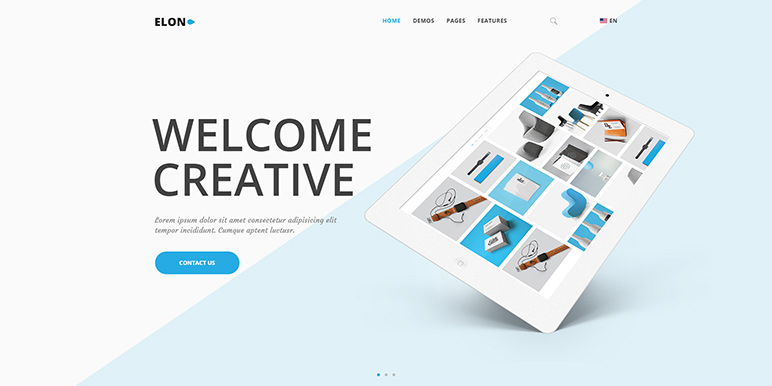 ELON
HOME DEMOS PAGES FEATURES EN
WELCOME
CREATIVE
Lorem ipsum dolor sit amet consectetur adipisicing elit
tempor incididunt. Cumque aptent luctusr.
CONTACT US